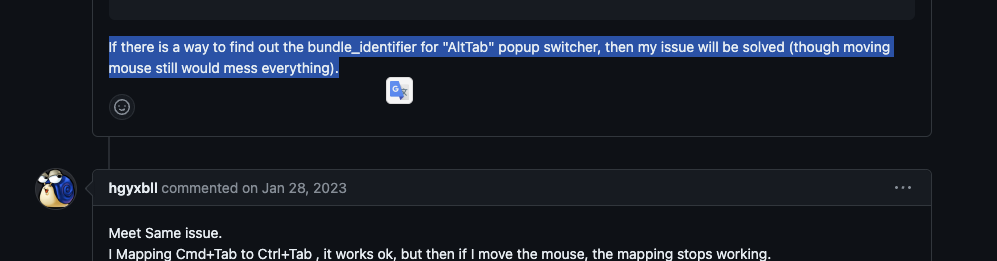 If there is a way to find out the bundle_identifier for "AltTab" popup switcher, then my issue will be solved (though moving
mouse still would mess everything).
hgyxbll commented on Jan 28, 2023
Meet Same issue.
I Mapping Cmd+Tab to Ctrl+Tab , it works ok, but then if I move the mouse, the mapping stops working.